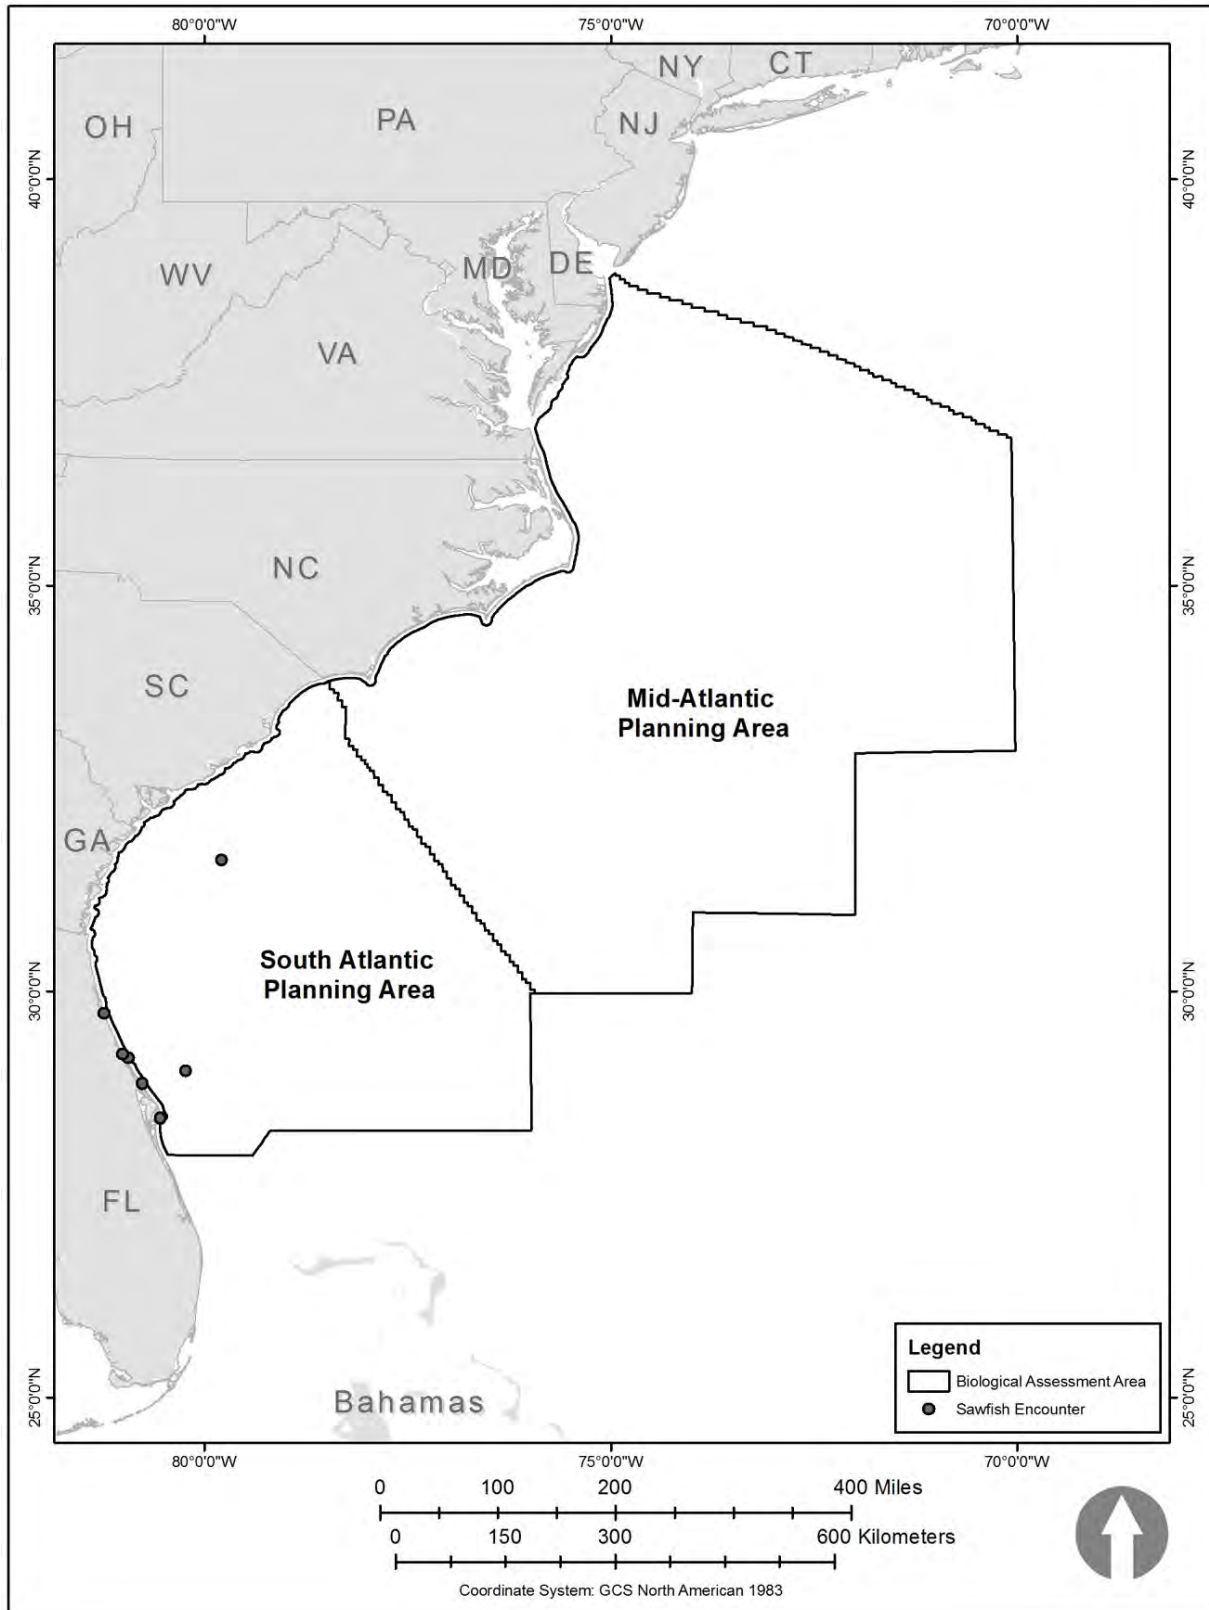 80°0'0"W
75°0'0"W
70°0'0"W
NY
CT
OH
PA
NJ
40°0'0"N
40°0'0"N
WV
MD
DE
VA
35°0'0"N
35°0'0"N
NC
SC
Mid-Atlantic
Planning Area
GA
South Atlantic
Planning Area
30°0'0"N
30°0'0"N
FL
Legend
Biological Assessment Area
Sawfish Encounter
Bahamas
25°0'0"N
25°0'0"N
80°0'0"W
75°0'0"W
70°0'0"W
0 100 200 400 Miles
0 150 300 600 Kilometers
Coordinate System: GCS North American 1983